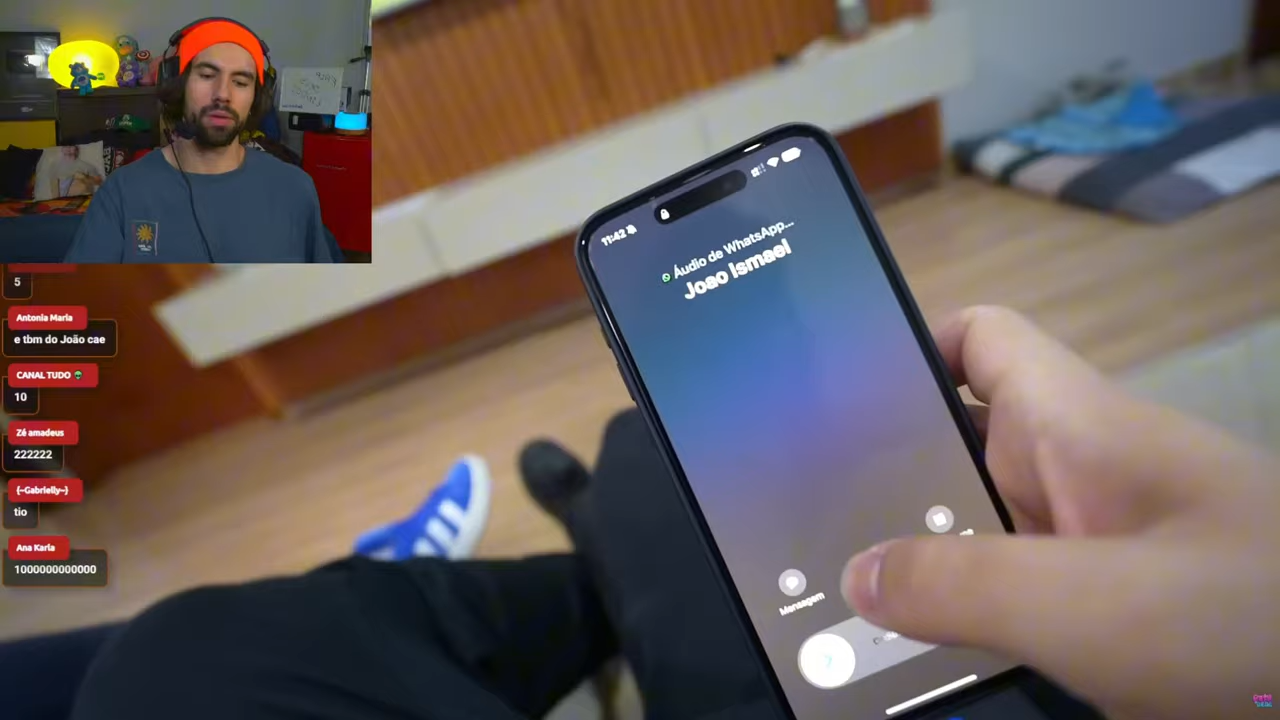 5
Antonia Maria
e tbm do João cae
CANAL TUDO 👽
10
Zé amadeus
222222
{~Gabrielly~}
tio
Ana Karla
1000000000000
11:42
Áudio de WhatsApp...
Joao Ismael
Mensagem